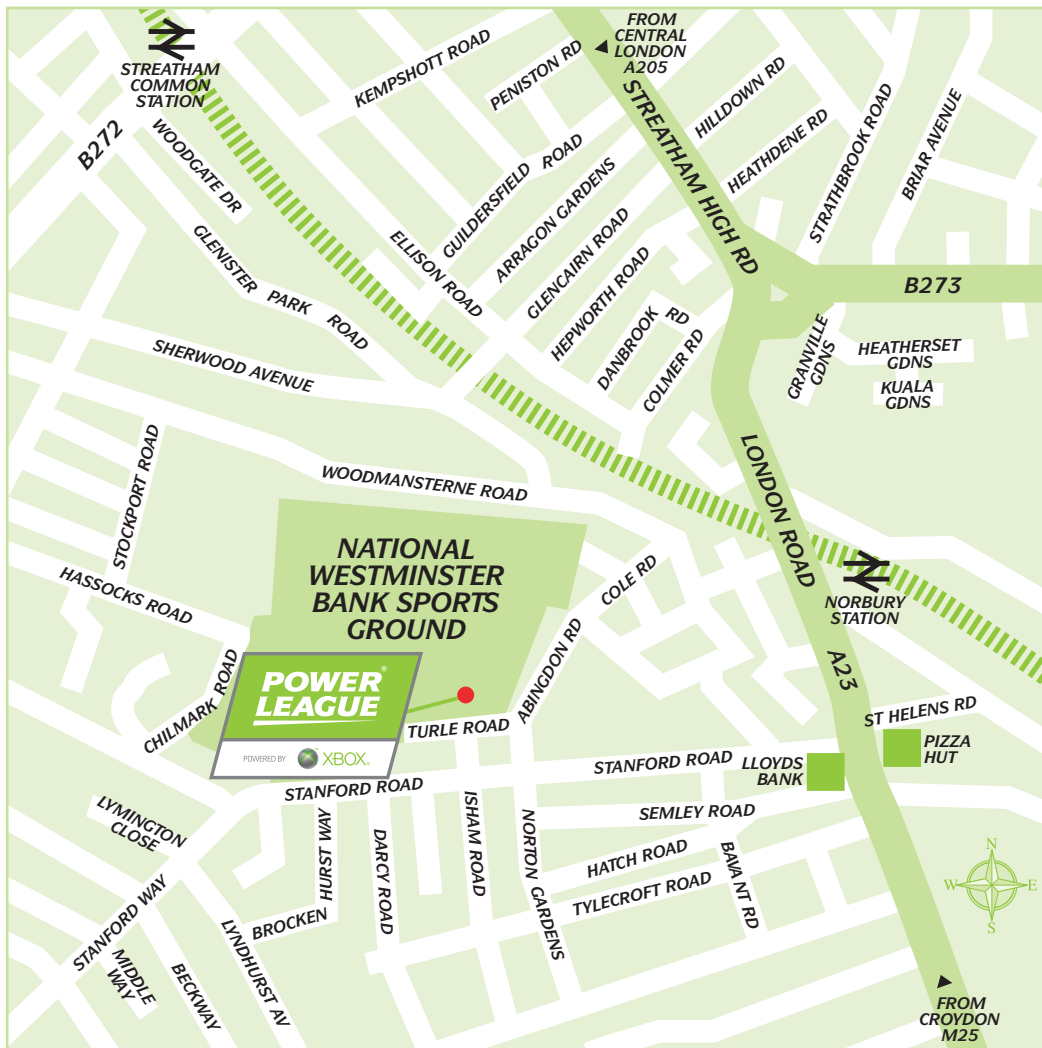 STREATHAM
COMMON
STATION
B272
WOODGATE DR
KEMPSHOTT ROAD
PENISTON RD
FROM
CENTRAL
LONDON
A205
STREATHAM HIGH RD
HILLDOWN RD
HEATHDENE RD
STRATHBROOK ROAD
BRIAR AVENUE
GUILDERSFIELD ROAD
ARRAGON GARDENS
GLENCAIRN ROAD
HEPWORTH ROAD
DANBROOK RD
COLMER RD
ELLISON ROAD
GLENISTER PARK ROAD
SHERWOOD AVENUE
B273
GRANVILLE
GDNS
HEATHERSET
GDNS
KUALA
GDNS
STOCKPORT ROAD
WOODMANSTERNE ROAD
LONDON ROAD
HASSOCKS ROAD
NATIONAL
WESTMINSTER
BANK SPORTS
GROUND
COLE RD
NORBURY
STATION
CHILMARK ROAD
POWER®
LEAGUE
POWERED BY XBOX®
ABINGDON RD
TURLE ROAD
A23
ST HELENS RD
PIZZA
HUT
LLOYDS
BANK
STANFORD ROAD
STANFORD ROAD
SEMLEY ROAD
LYMINGTON
CLOSE
HURST WAY
DARCY ROAD
ISHAM ROAD
NORTON GARDENS
HATCH ROAD
TYLECROFT ROAD
BAVANT RD
STANFORD WAY
BROCKEN
LYNDHURST AV
MIDDLE
WAY
BECKWAY
N
W E
S
FROM
CROYDON
M25